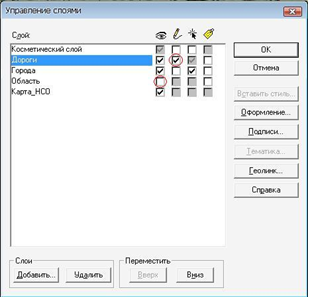 Управление слоями
Слой:
Косметический слой
Дороги
Города
Область
Карта_НСО
OK
Отмена
Вставить стиль...
Оформление...
Подписи...
Тематика...
Геолинк...
Справка
Слои
Добавить...
Удалить
Переместить
Вверх
Вниз